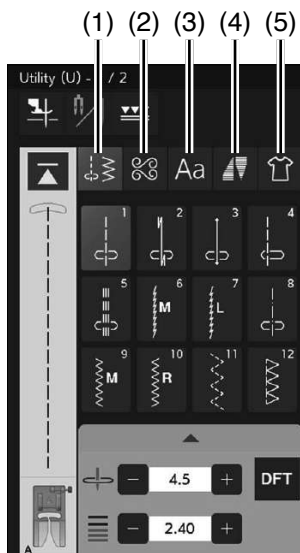 (1) (2) (3) (4) (5)
Utility (U) - / 2
Aa
1 2 3 4
5 6 M 7 L 8
9 M 10 R 11 12
4.5 DFT
2.40
A